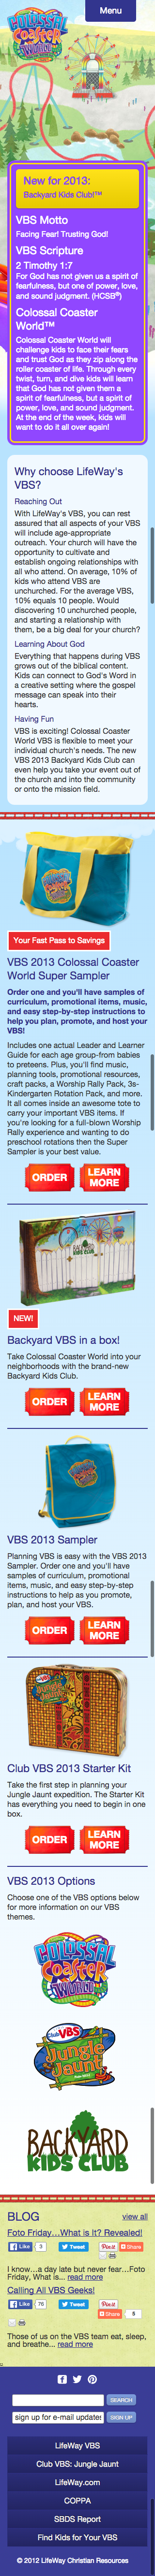 COLOSSAL
COASTER
WORLD
Menu
New for 2013:
Backyard Kids Club!™
VBS Motto
Facing Fear! Trusting God!
VBS Scripture
2 Timothy 1:7
For God has not given us a spirit of
fearfulness, but one of power, love,
and sound judgment. (HCSB®)
Colossal Coaster
World™
Colossal Coaster World will
challenge kids to face their fears
and trust God as they zip along the
roller coaster of life. Through every
twist, turn, and dive kids will learn
that God has not given them a
spirit of fearfulness, but a spirit of
power, love, and sound judgment.
At the end of the week, kids will
want to do it all over again!
Why choose LifeWay's
VBS?
Reaching Out
With LifeWay's VBS, you can rest
assured that all aspects of your VBS
will include age-appropriate
outreach. Your church will have the
opportunity to cultivate and
establish ongoing relationships with
all who attend. On average, 10% of
kids who attend VBS are
unchurched. For the average VBS,
10% equals 10 people. Would
discovering 10 unchurched people,
and starting a relationship with
them, be a big deal for your church?
Learning About God
Everything that happens during VBS
grows out of the biblical content.
Kids can connect to God's Word in
a creative setting where the gospel
message can seep into their
hearts.
Having Fun
VBS is exciting! Colossal Coaster
World VBS is flexible to meet your
individual church's needs. The new
VBS 2013 Backyard Kids Club can
even help you take your event out of
the church and into the community
or onto the mission field.
Your Fast Pass to Savings
VBS 2013 Colossal Coaster
World Super Sampler
Order one and you'll have samples of
curriculum, promotional items, music,
and easy step-by-step instructions to
help you plan, promote, and host your
VBS!
Includes one actual Leader and Learner
Guide for each age group-from babies
to preteens. Plus, you'll find music,
planning tools, promotional resources,
craft packs, a Worship Rally Pack, 3s-
Kindergarten Rotation Pack, and more.
It all comes inside an awesome tote to
carry your important VBS items. If
you're looking for a full-blown Worship
Rally experience and wanting to do
preschool rotations then the Super
Sampler is your best value.
ORDER
LEARN
MORE
BACKYARD
KIDS CLUB
NEW!
Backyard VBS in a box!
Take Colossal Coaster World into your
neighborhoods with the brand-new
Backyard Kids Club.
ORDER
LEARN
MORE
VBS 2013 Sampler
Planning VBS is easy with the VBS 2013
Sampler. Order one and you'll have
samples of curriculum, promotional
items, music, and easy step-by-step
instructions to help as you promote,
plan, and host your VBS.
ORDER
LEARN
MORE
Club VBS 2013 Starter Kit
Take the first step in planning your
Jungle Jaunt expedition. The Starter Kit
has everything you need to begin in one
box.
ORDER
LEARN
MORE
VBS 2013 Options
Choose one of the VBS options below
for more information on our VBS
themes.
COLOSSAL
COASTER
WORLD
Club VBS
Jungle
Jaunt
BACKYARD
KIDS CLUB
BLOG
view all
Foto Friday…What is It? Revealed!
Like 3 Tweet Pin it Share
I know…a day late but never fear…Foto
Friday, What is... read more
Calling All VBS Geeks!
Like 75 Tweet Pin it
Share 5
Those of us on the VBS team eat, sleep,
and breathe... read more
SEARCH
sign up for e-mail updates
SIGN UP
LifeWay VBS
Club VBS: Jungle Jaunt
LifeWay.com
COPPA
SBDS Report
Find Kids for Your VBS
© 2012 LifeWay Christian Resources